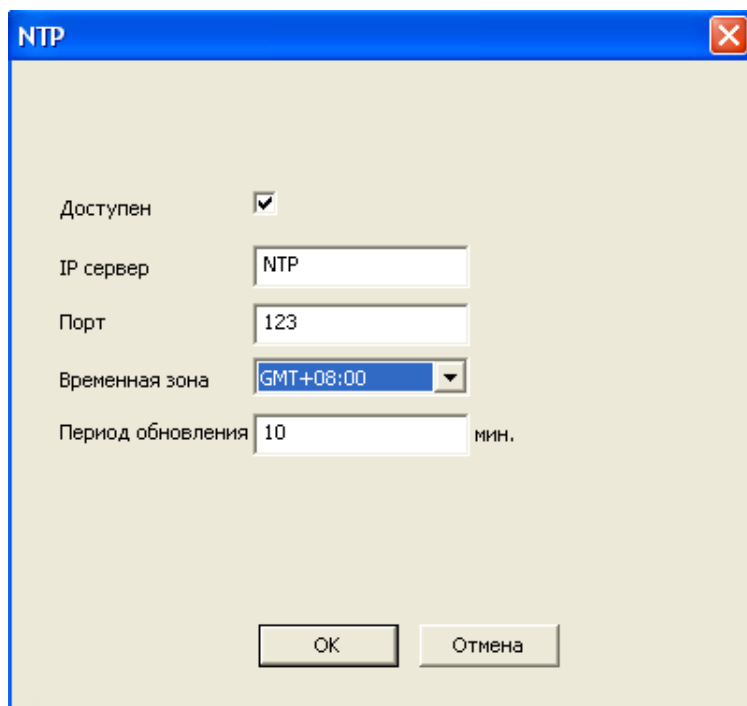 NTP
Доступен
IP сервер NTP
Порт 123
Временная зона GMT+08:00
Период обновления 10 мин.
OK Отмена